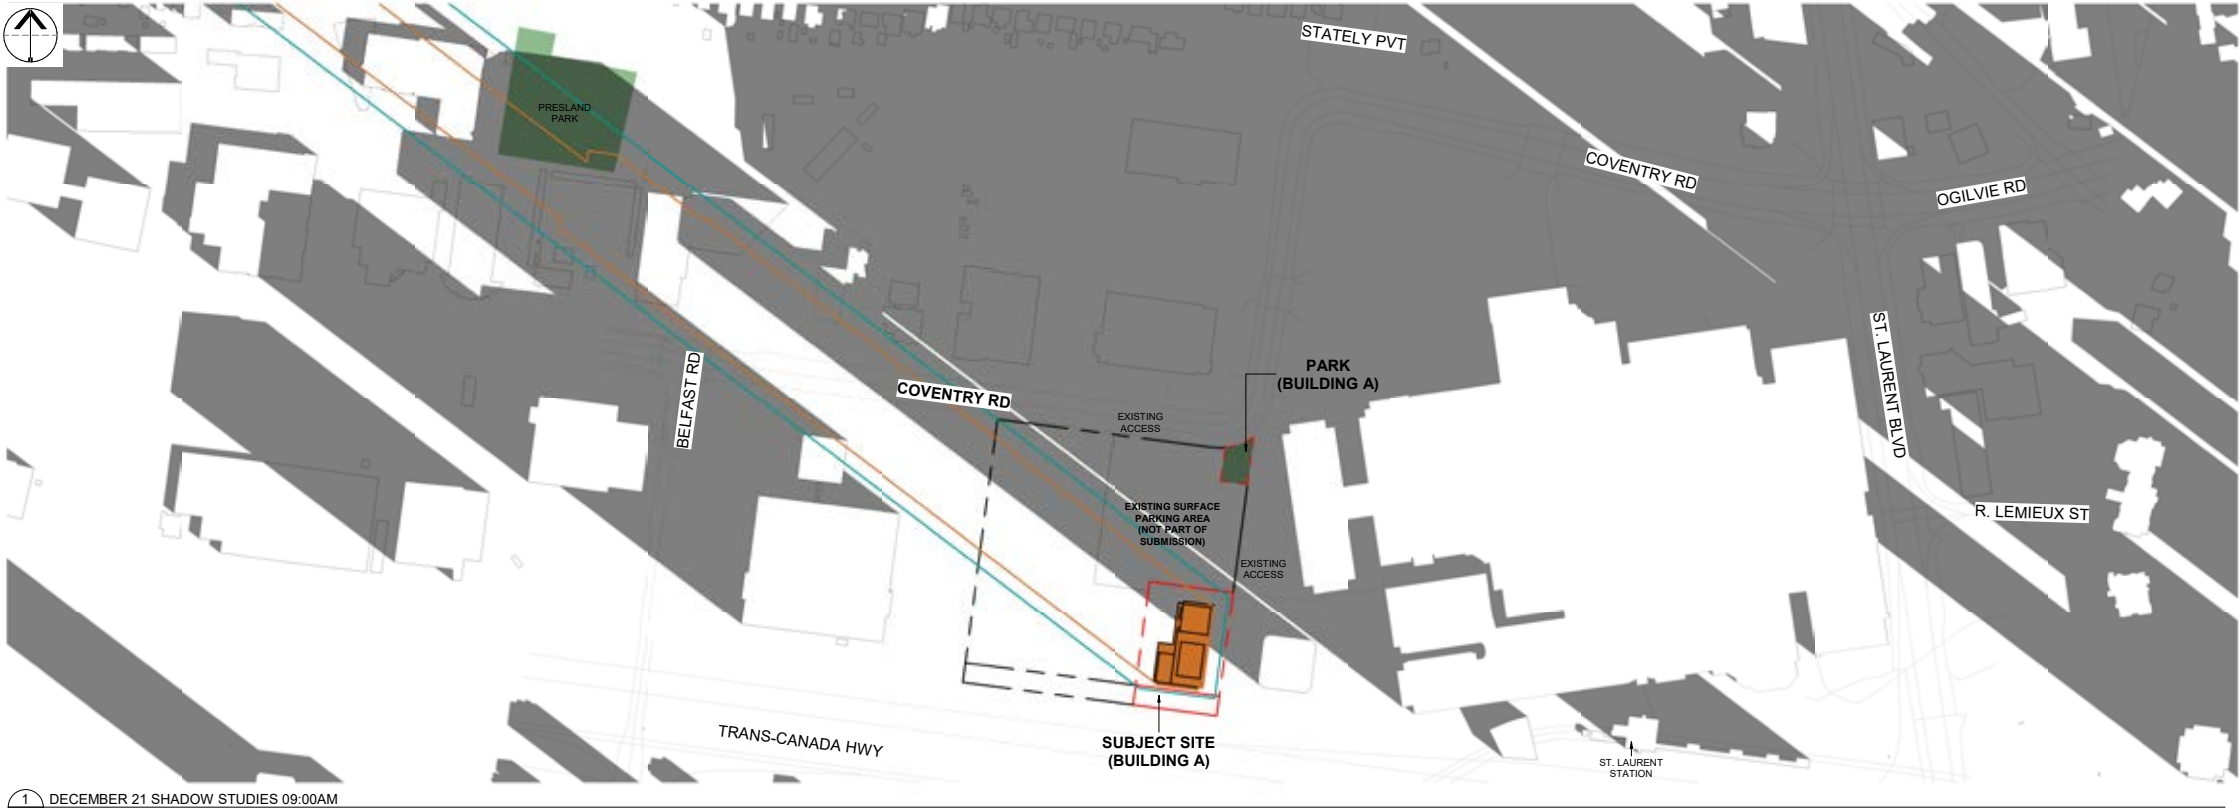 STATELY PVT
PRESLAND
PARK
COVENTRY RD
OGILVIE RD
ST. LAURENT BLVD
BELFAST RD
PARK
(BUILDING A)
COVENTRY RD
EXISTING
ACCESS
EXISTING SURFACE
PARKING AREA
(NOT PART OF
SUBMISSION)
R. LEMIEUX ST
EXISTING
ACCESS
TRANS-CANADA HWY
SUBJECT SITE
(BUILDING A)
ST. LAURENT
STATION
1 DECEMBER 21 SHADOW STUDIES 09:00AM